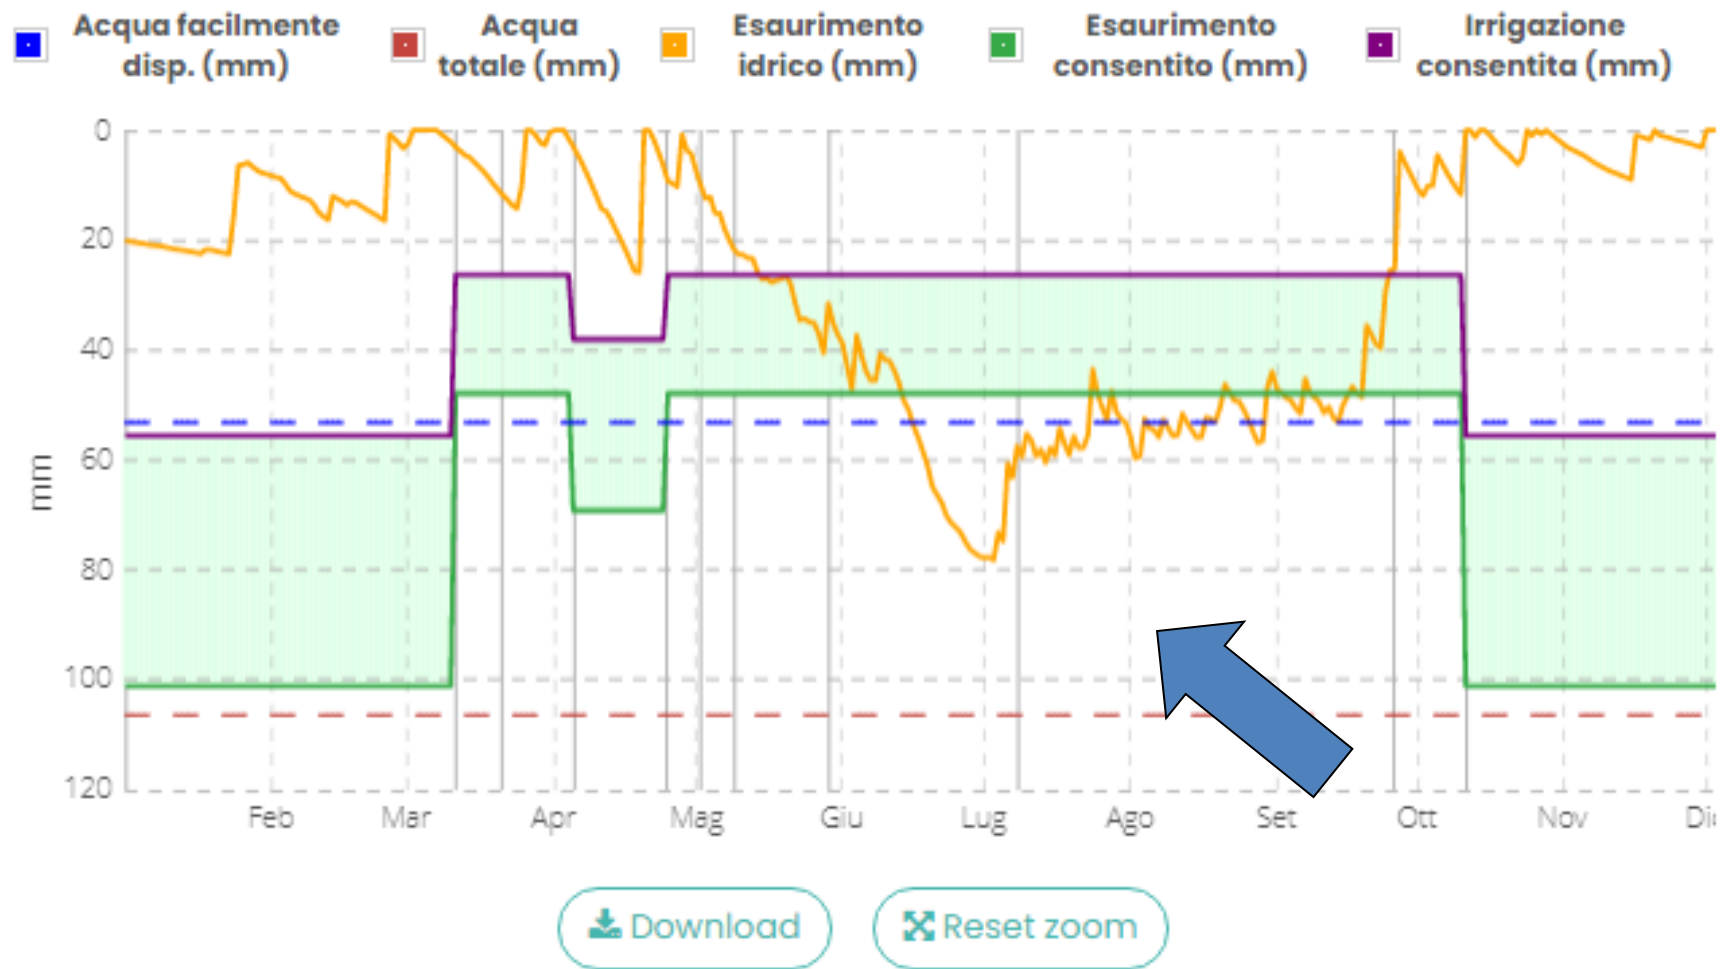 Acqua facilmente
disp. (mm)
Acqua
totale (mm)
Esaurimento
idrico (mm)
Esaurimento
consentito (mm)
Irrigazione
consentita (mm)
0
20
40
60
80
100
120
mm
Feb Mar Apr Mag Giu Lug Ago Set Ott Nov Di
Download
Reset zoom